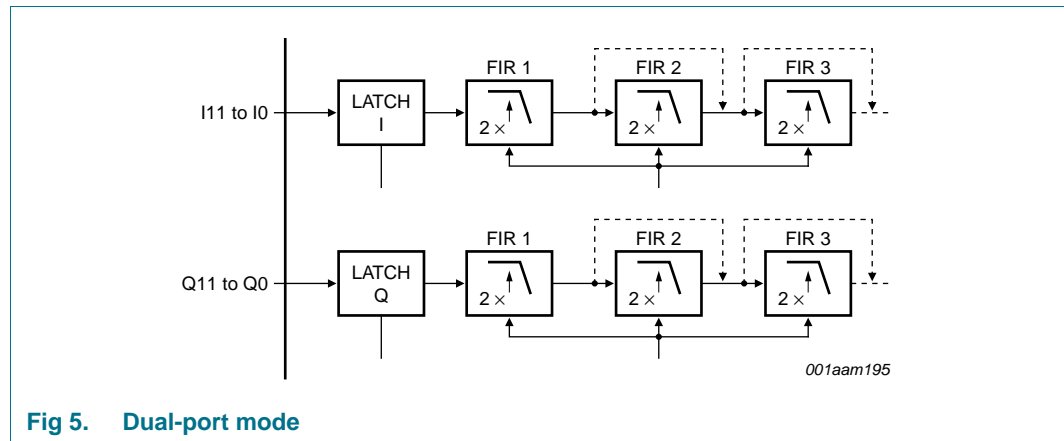 FIR 1 FIR 2 FIR 3
I11 to I0
LATCH
I
2 ×
2 ×
2 ×
FIR 1 FIR 2 FIR 3
Q11 to Q0
LATCH
Q
2 ×
2 ×
2 ×
001aam195
Fig 5. Dual-port mode